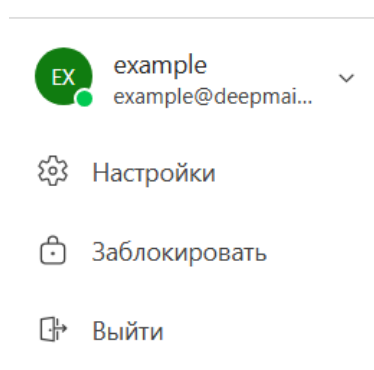 EX
example
example@deepmai...
Настройки
Заблокировать
Выйти